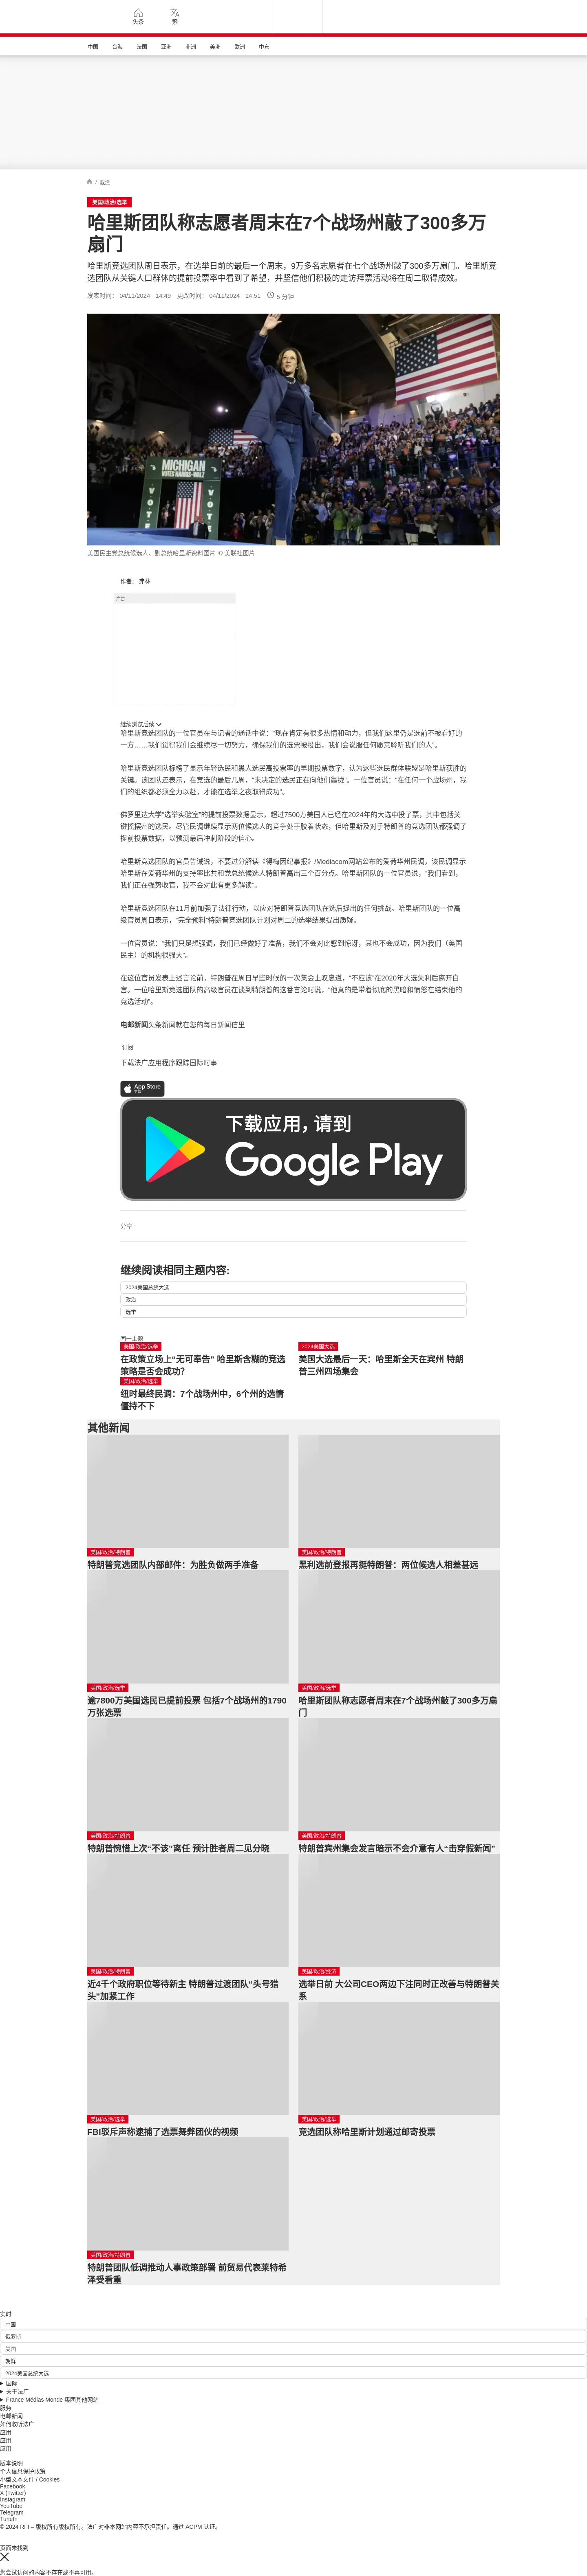 头条
繁
中国 台海 法国 亚洲 非洲 美洲 欧洲 中东
/ 政治
美国/政治/选举
哈里斯团队称志愿者周末在7个战场州敲了300多万
扇门
哈里斯竞选团队周日表示，在选举日前的最后一个周末，9万多名志愿者在七个战场州敲了300多万扇门。哈里斯竞
选团队从关键人口群体的提前投票率中看到了希望，并坚信他们积极的走访拜票活动将在周二取得成效。
发表时间： 04/11/2024 - 14:49 更改时间： 04/11/2024 - 14:51 5 分钟
MICHIGAN
VOTE
VOTE
美国民主党总统候选人、副总统哈里斯资料图片 © 美联社图片
作者： 弗林
广告
继续浏览后续
哈里斯竞选团队的一位官员在与记者的通话中说：“现在肯定有很多热情和动力，但我们这里仍是选前不被看好的
一方……我们觉得我们会继续尽一切努力，确保我们的选票被投出，我们会说服任何愿意聆听我们的人”。
哈里斯竞选团队标榜了显示年轻选民和黑人选民高投票率的早期投票数字，认为这些选民群体联盟是哈里斯获胜的
关键。该团队还表示，在竞选的最后几周，“未决定的选民正在向他们靠拢”。一位官员说：“在任何一个战场州，我
们的组织都必须全力以赴，才能在选举之夜取得成功”。
佛罗里达大学“选举实验室”的提前投票数据显示，超过7500万美国人已经在2024年的大选中投了票，其中包括关
键摇摆州的选民。尽管民调继续显示两位候选人的竞争处于胶着状态，但哈里斯及对手特朗普的竞选团队都强调了
提前投票数据，以预测最后冲刺阶段的信心。
哈里斯竞选团队的官员告诫说，不要过分解读《得梅因纪事报》/Mediacom网站公布的爱荷华州民调，该民调显示
哈里斯在爱荷华州的支持率比共和党总统候选人特朗普高出三个百分点。哈里斯团队的一位官员说，“我们看到，
我们正在强势收官，我不会对此有更多解读”。
哈里斯竞选团队在11月前加强了法律行动，以应对特朗普竞选团队在选后提出的任何挑战。哈里斯团队的一位高
级官员周日表示，“完全预料”特朗普竞选团队计划对周二的选举结果提出质疑。
一位官员说：“我们只是想强调，我们已经做好了准备，我们不会对此感到惊讶，其也不会成功，因为我们（美国
民主）的机构很强大”。
在这位官员发表上述言论前，特朗普在周日早些时候的一次集会上叹息道，“不应该”在2020年大选失利后离开白
宫。一位哈里斯竞选团队的高级官员在谈到特朗普的这番言论时说，“他真的是带着彻底的黑暗和愤怒在结束他的
竞选活动”。
电邮新闻头条新闻就在您的每日新闻信里
订阅
下载法广应用程序跟踪国际时事
App Store
下载
下载应用，请到
Google Play
分享 :
继续阅读相同主题内容:
2024美国总统大选
政治
选举
同一主题
美国/政治/选举
在政策立场上“无可奉告” 哈里斯含糊的竞选
策略是否会成功？
2024美国大选
美国大选最后一天：哈里斯全天在宾州 特朗
普三州四场集会
美国/政治/选举
纽时最终民调：7个战场州中，6个州的选情
僵持不下
其他新闻
美国/政治/特朗普
特朗普竞选团队内部邮件：为胜负做两手准备
美国/政治/特朗普
黑利选前登报再挺特朗普：两位候选人相差甚远
美国/政治/选举
逾7800万美国选民已提前投票 包括7个战场州的1790
万张选票
美国/政治/选举
哈里斯团队称志愿者周末在7个战场州敲了300多万扇
门
美国/政治/特朗普
特朗普惋惜上次“不该”离任 预计胜者周二见分晓
美国/政治/特朗普
特朗普宾州集会发言暗示不会介意有人“击穿假新闻”
美国/政治/特朗普
近4千个政府职位等待新主 特朗普过渡团队“头号猎
头”加紧工作
美国/政治/经济
选举日前 大公司CEO两边下注同时正改善与特朗普关
系
美国/政治/选举
FBI驳斥声称逮捕了选票舞弊团伙的视频
美国/政治/选举
竞选团队称哈里斯计划通过邮寄投票
美国/政治/特朗普
特朗普团队低调推动人事政策部署 前贸易代表莱特希
泽受看重
实时
中国
俄罗斯
美国
朝鲜
2024美国总统大选
国际
关于法广
France Médias Monde 集团其他网站
服务
电邮新闻
如何收听法广
应用
应用
应用
版本说明
个人信息保护政策
小型文本文件 / Cookies
Facebook
X (Twitter)
Instagram
YouTube
Telegram
TuneIn
© 2024 RFI – 版权所有版权所有。法广对非本网站内容不承担责任。通过 ACPM 认证。
页面未找到
您尝试访问的内容不存在或不再可用。